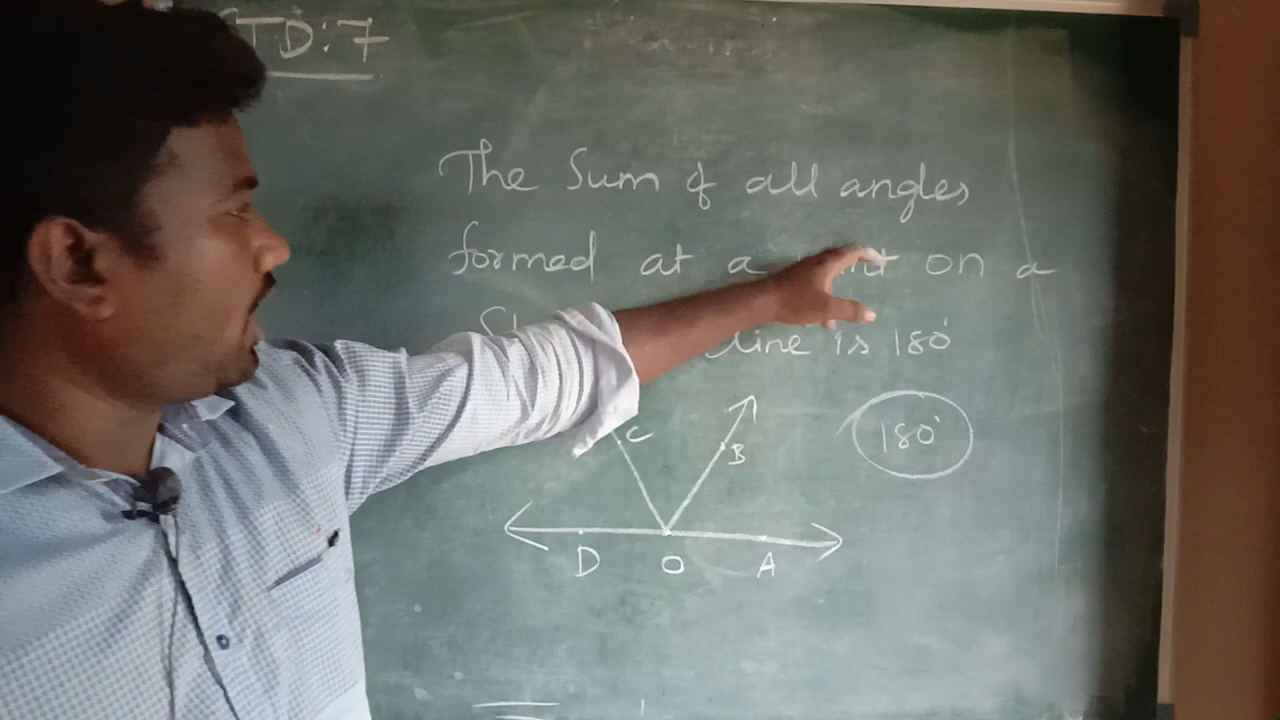 STD:7
The Sum of all angles
formed at a on a
line is 180°
180°
C
B
D O A